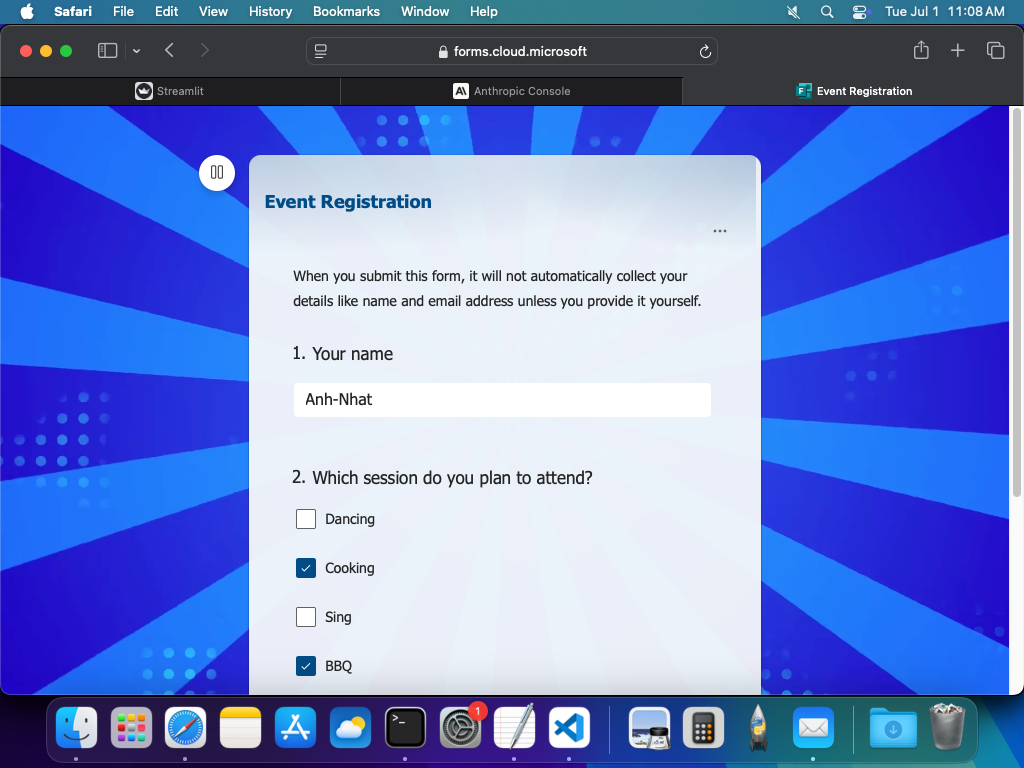 Safari File Edit View History Bookmarks Window Help Tue Jul 1 11:08 AM
forms.cloud.microsoft
Streamlit Anthropic Console Event Registration
Event Registration
...
When you submit this form, it will not automatically collect your
details like name and email address unless you provide it yourself.
1. Your name
Anh-Nhat
2. Which session do you plan to attend?
Dancing
Cooking
Sing
BBQ
1